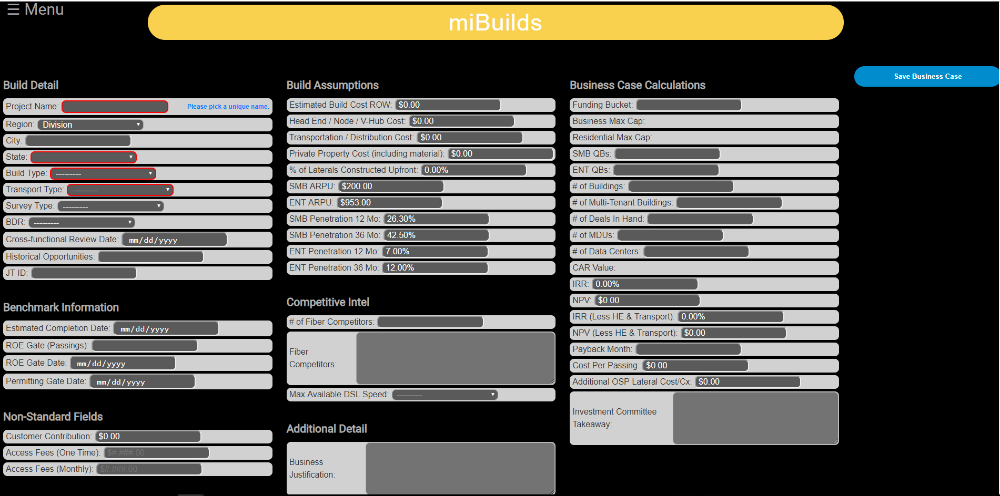 ☰ Menu
miBuilds
Save Business Case
Build Detail
Project Name: Please pick a unique name.
Region: Division
City:
State:
Build Type: ---------
Transport Type: ---------
Survey Type: ---------
BDR: ---------
Cross-functional Review Date: mm/dd/yyyy
Historical Opportunities:
JT ID:
Benchmark Information
Estimated Completion Date: mm/dd/yyyy
ROE Gate (Passings):
ROE Gate Date: mm/dd/yyyy
Permitting Gate Date: mm/dd/yyyy
Non-Standard Fields
Customer Contribution: $0.00
Access Fees (One Time): $#,###.00
Access Fees (Monthly): $#,###.00
Build Assumptions
Estimated Build Cost ROW: $0.00
Head End / Node / V-Hub Cost: $0.00
Transportation / Distribution Cost: $0.00
Private Property Cost (including material): $0.00
% of Laterals Constructed Upfront: 0.00%
SMB ARPU: $200.00
ENT ARPU: $953.00
SMB Penetration 12 Mo: 26.30%
SMB Penetration 36 Mo: 42.50%
ENT Penetration 12 Mo: 7.00%
ENT Penetration 36 Mo: 12.00%
Competitive Intel
# of Fiber Competitors:
Fiber
Competitors:
Max Available DSL Speed: ---------
Additional Detail
Business
Justification:
Business Case Calculations
Funding Bucket:
Business Max Cap:
Residential Max Cap:
SMB QBs:
ENT QBs:
# of Buildings:
# of Multi-Tenant Buildings:
# of Deals In Hand:
# of MDUs:
# of Data Centers:
CAR Value:
IRR: 0.00%
NPV: $0.00
IRR (Less HE & Transport): 0.00%
NPV (Less HE & Transport): $0.00
Payback Month:
Cost Per Passing: $0.00
Additional OSP Lateral Cost/Cx: $0.00
Investment Committee
Takeaway: